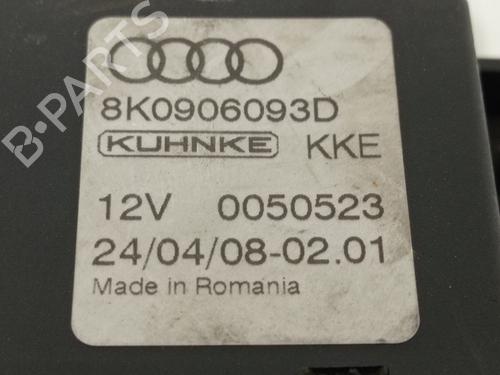 8K0906093D
KUHNKE KKE
12V 0050523
24/04/08-02.01
Made in Romania
B-PARTS